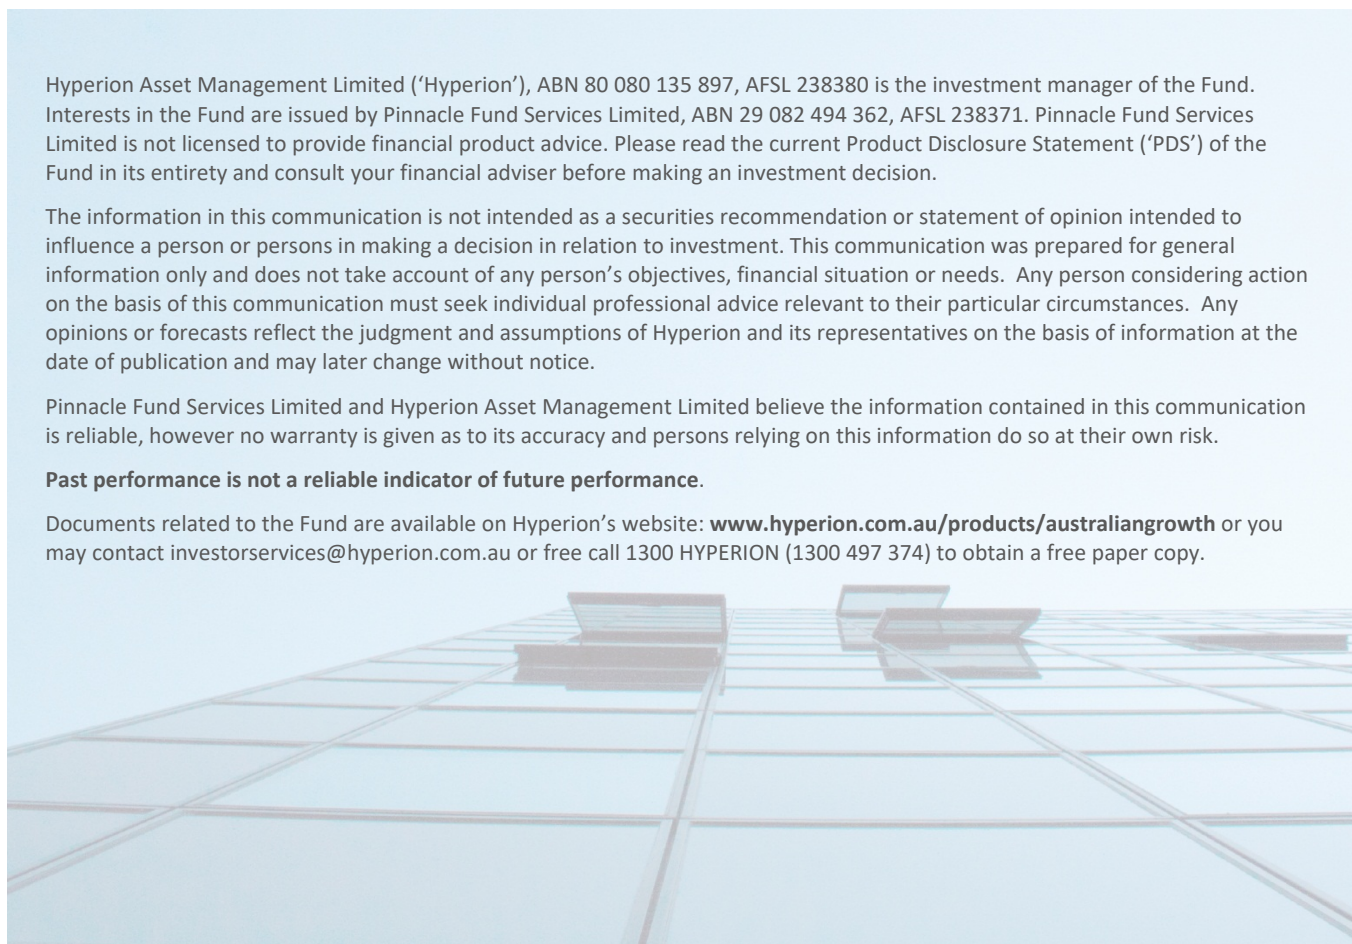 Hyperion Asset Management Limited (‘Hyperion’), ABN 80 080 135 897, AFSL 238380 is the investment manager of the Fund.
Interests in the Fund are issued by Pinnacle Fund Services Limited, ABN 29 082 494 362, AFSL 238371. Pinnacle Fund Services
Limited is not licensed to provide financial product advice. Please read the current Product Disclosure Statement (‘PDS’) of the
Fund in its entirety and consult your financial adviser before making an investment decision.
The information in this communication is not intended as a securities recommendation or statement of opinion intended to
influence a person or persons in making a decision in relation to investment. This communication was prepared for general
information only and does not take account of any person’s objectives, financial situation or needs.  Any person considering action
on the basis of this communication must seek individual professional advice relevant to their particular circumstances.  Any
opinions or forecasts reflect the judgment and assumptions of Hyperion and its representatives on the basis of information at the
date of publication and may later change without notice.
Pinnacle Fund Services Limited and Hyperion Asset Management Limited believe the information contained in this communication
is reliable, however no warranty is given as to its accuracy and persons relying on this information do so at their own risk.
Past performance is not a reliable indicator of future performance.
Documents related to the Fund are available on Hyperion’s website: www.hyperion.com.au/products/australiangrowth or you
may contact investorservices@hyperion.com.au or free call 1300 HYPERION (1300 497 374) to obtain a free paper copy.